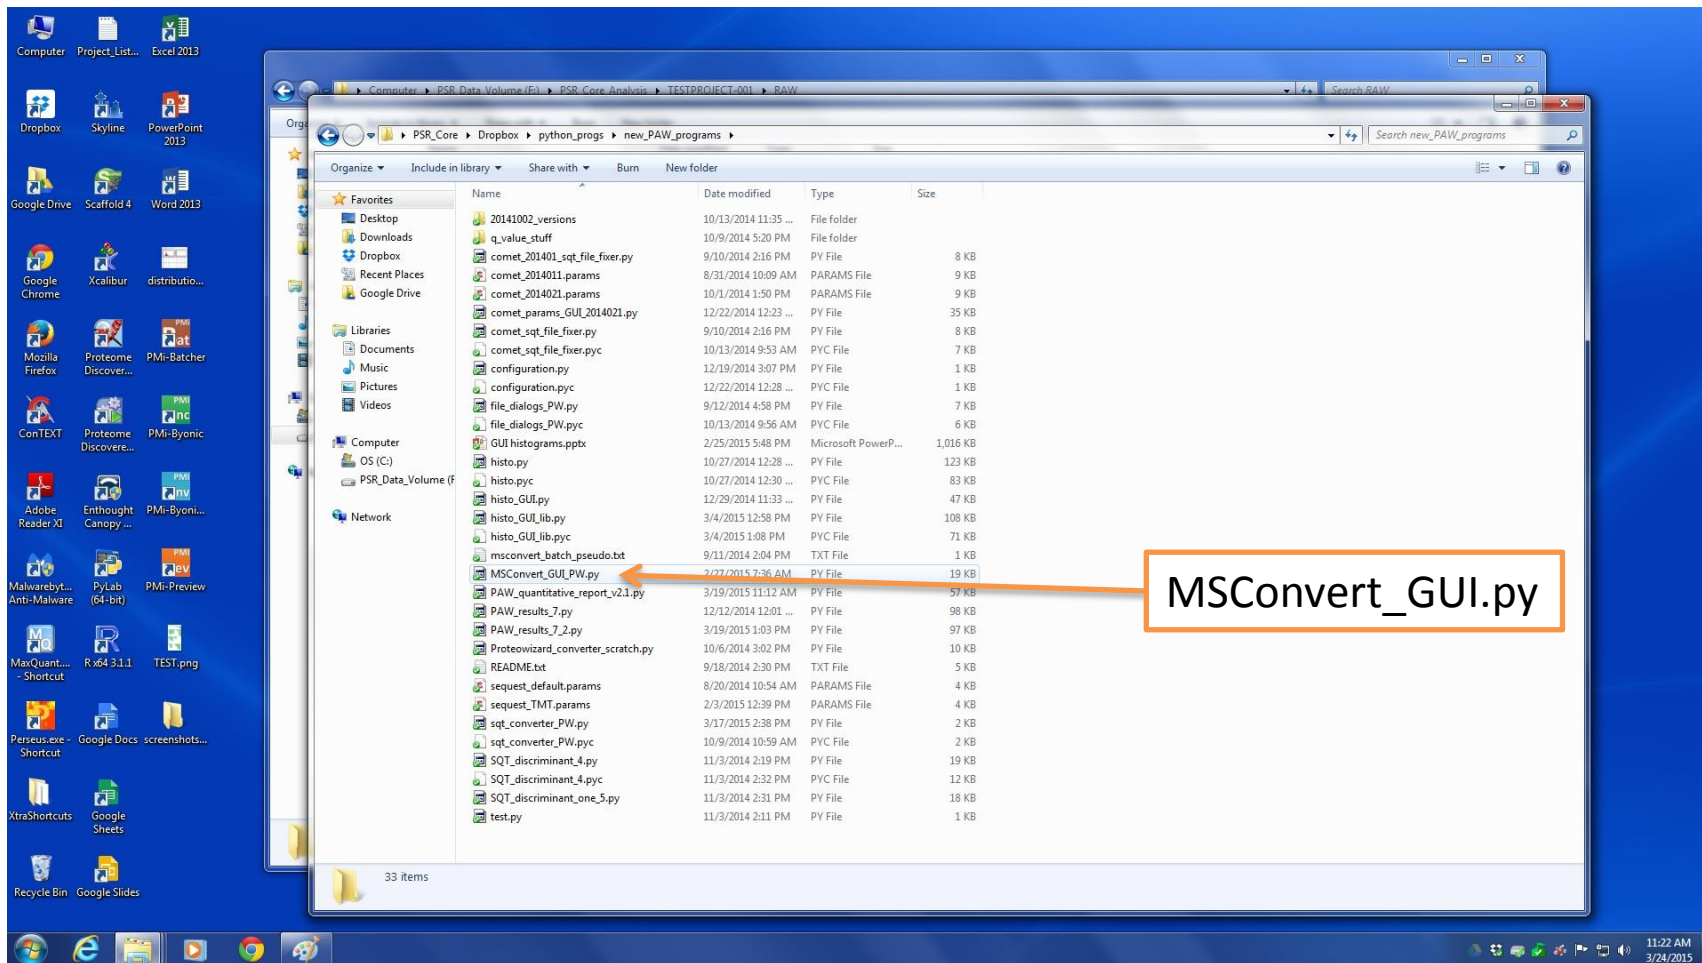 Computer Project_List... Excel 2013
Dropbox Skyline PowerPoint 2013
Google Drive Scaffold 4 Word 2013
Google Chrome Xcalibur distributio...
Mozilla Firefox Proteome Discover... PMi-Batcher
ConTEXT Proteome Discovere... PMi-Byonic
Adobe Reader XI Enthought Canopy ... PMi-Byoni...
Malwarebyt... Anti-Malware PyLab (64-bit) PMi-Preview
MaxQuant.... - Shortcut R x64 3.1.1 TEST.png
Perseus.exe - Shortcut Google Docs screenshots...
XtraShortcuts Google Sheets
Recycle Bin Google Slides
Computer PSR_Data_Volume (F:) PSR_Core_Analysis TESTPROJECT-001 RAW Search RAW
PSR_Core Dropbox python_progs new_PAW_programs Search new_PAW_programs
Organize Include in library Share with Burn New folder
Favorites
Desktop
Downloads
Dropbox
Recent Places
Google Drive
Libraries
Documents
Music
Pictures
Videos
Computer
OS (C:)
PSR_Data_Volume (F
Network
Name Date modified Type Size
20141002_versions 10/13/2014 11:35 ... File folder
q_value_stuff 10/9/2014 5:20 PM File folder
comet_201401_sqt_file_fixer.py 9/10/2014 2:16 PM PY File 8 KB
comet_2014011.params 8/31/2014 10:09 AM PARAMS File 9 KB
comet_2014021.params 10/1/2014 1:50 PM PARAMS File 9 KB
comet_params_GUI_2014021.py 12/22/2014 12:23 ... PY File 35 KB
comet_sqt_file_fixer.py 9/10/2014 2:16 PM PY File 8 KB
comet_sqt_file_fixer.pyc 10/13/2014 9:53 AM PYC File 7 KB
configuration.py 12/19/2014 3:07 PM PY File 1 KB
configuration.pyc 12/22/2014 12:28 ... PYC File 1 KB
file_dialogs_PW.py 9/12/2014 4:58 PM PY File 7 KB
file_dialogs_PW.pyc 10/13/2014 9:56 AM PYC File 6 KB
GUI histograms.pptx 2/25/2015 5:48 PM Microsoft PowerP... 1,016 KB
histo.py 10/27/2014 12:28 ... PY File 123 KB
histo.pyc 10/27/2014 12:30 ... PYC File 83 KB
histo_GUI.py 12/29/2014 11:33 ... PY File 47 KB
histo_GUI_lib.py 3/4/2015 12:58 PM PY File 108 KB
histo_GUI_lib.pyc 3/4/2015 1:08 PM PYC File 71 KB
msconvert_batch_pseudo.txt 9/11/2014 2:04 PM TXT File 1 KB
MSConvert_GUI_PW.py 2/27/2015 7:36 AM PY File 19 KB
PAW_quantitative_report_v2.1.py 3/19/2015 11:12 AM PY File 57 KB
PAW_results_7.py 12/12/2014 12:01 ... PY File 98 KB
PAW_results_7_2.py 3/19/2015 1:03 PM PY File 97 KB
Proteowizard_converter_scratch.py 10/6/2014 3:02 PM PY File 10 KB
README.txt 9/18/2014 2:30 PM TXT File 5 KB
sequest_default.params 8/20/2014 10:54 AM PARAMS File 4 KB
sequest_TMT.params 2/3/2015 12:39 PM PARAMS File 4 KB
sqt_converter_PW.py 3/17/2015 2:38 PM PY File 2 KB
sqt_converter_PW.pyc 10/9/2014 10:59 AM PYC File 2 KB
SQT_discriminant_4.py 11/3/2014 2:19 PM PY File 19 KB
SQT_discriminant_4.pyc 11/3/2014 2:32 PM PYC File 12 KB
SQT_discriminant_one_5.py 11/3/2014 2:31 PM PY File 18 KB
test.py 11/3/2014 2:11 PM PY File 1 KB
MSConvert_GUI.py
33 items
11:22 AM
3/24/2015